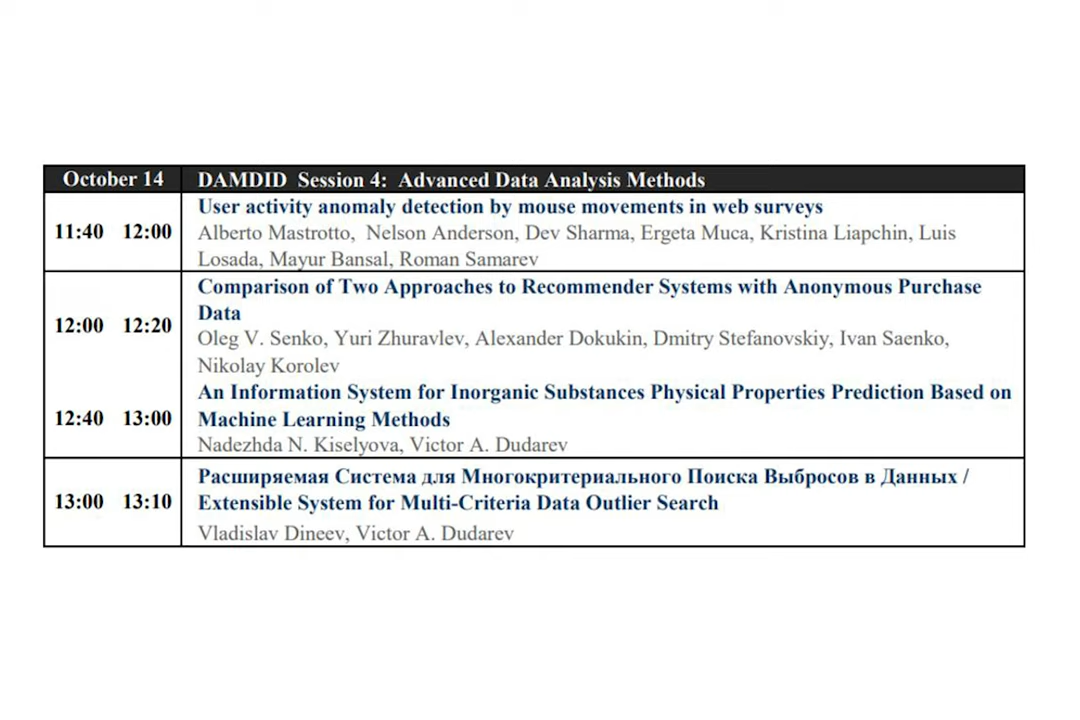 October 14 DAMDID Session 4: Advanced Data Analysis Methods
11:40 12:00
User activity anomaly detection by mouse movements in web surveys
Alberto Mastrotto, Nelson Anderson, Dev Sharma, Ergeta Muca, Kristina Liapchin, Luis
Losada, Mayur Bansal, Roman Samarev
12:00 12:20
Comparison of Two Approaches to Recommender Systems with Anonymous Purchase
Data
Oleg V. Senko, Yuri Zhuravlev, Alexander Dokukin, Dmitry Stefanovskiy, Ivan Saenko,
Nikolay Korolev
12:40 13:00
An Information System for Inorganic Substances Physical Properties Prediction Based on
Machine Learning Methods
Nadezhda N. Kiselyova, Victor A. Dudarev
13:00 13:10
Расширяемая Система для Многокритериального Поиска Выбросов в Данных /
Extensible System for Multi-Criteria Data Outlier Search
Vladislav Dineev, Victor A. Dudarev